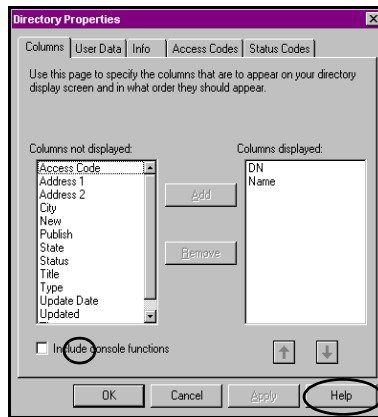 Directory Properties
Columns User Data Info Access Codes Status Codes
Use this page to specify the columns that are to appear on your directory
display screen and in what order they should appear.
Columns not displayed:
Access Code
Address 1
Address 2
City
New
Publish
State
Status
Title
Type
Update Date
Updated
Add
Remove
Columns displayed:
DN
Name
Include console functions
OK Cancel Apply Help